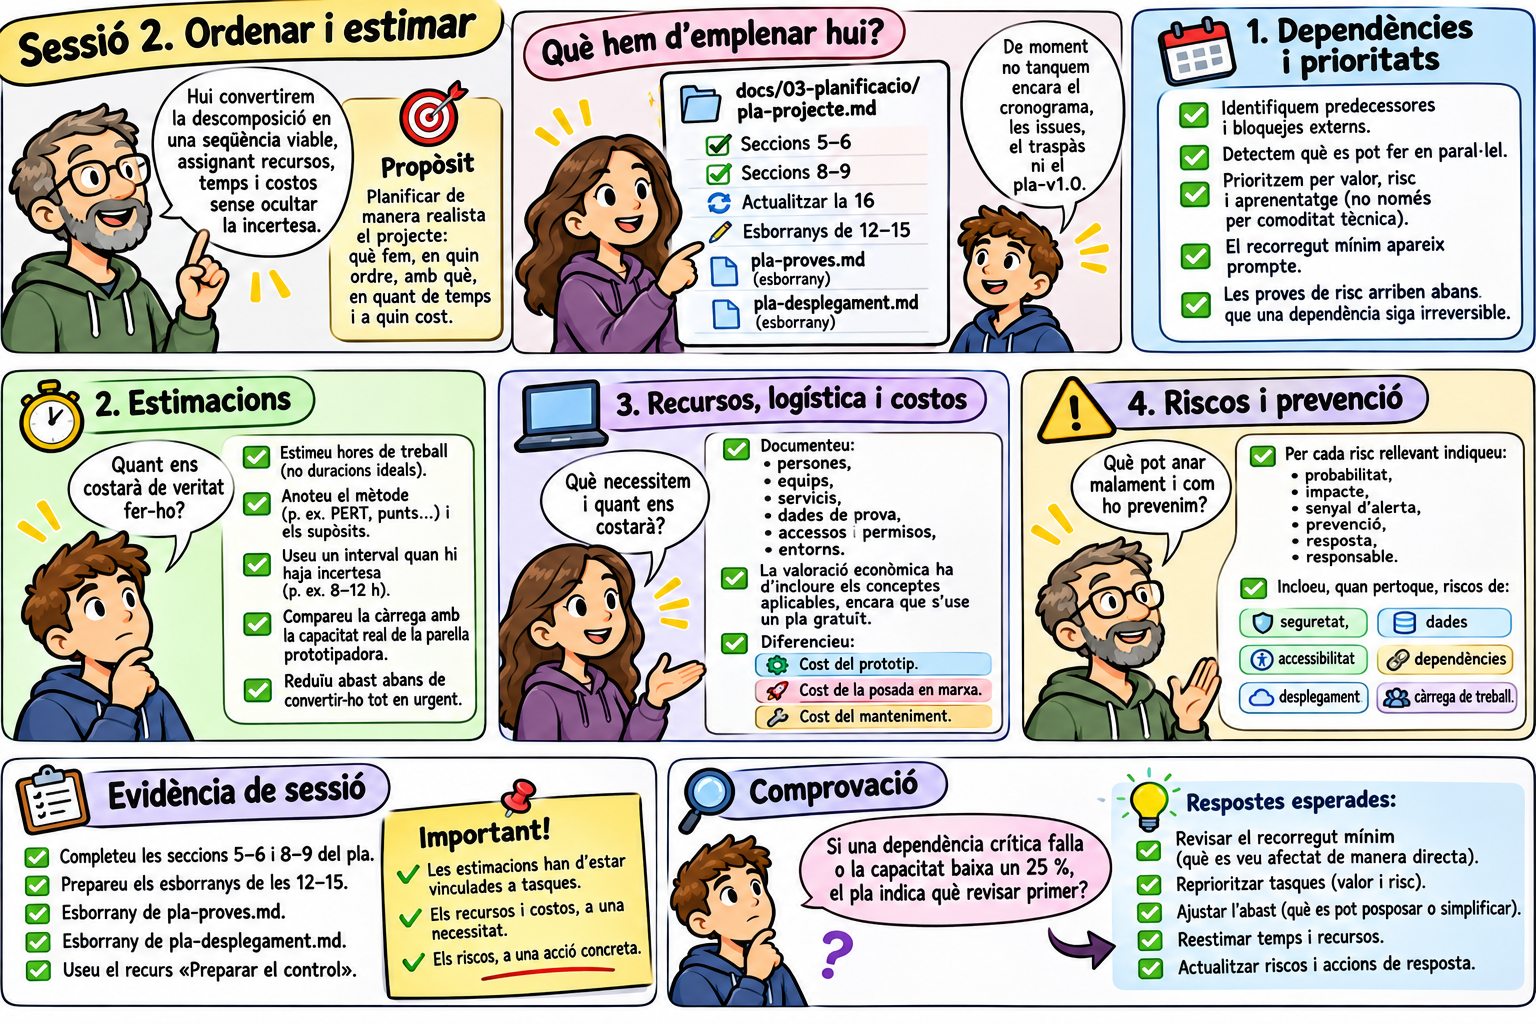 Sessió 2. Ordenar i estimar
Hui convertirem
la descomposició en
una seqüència viable,
assignant recursos,
temps i costos
sense ocultar
la incertesa.
Propòsit
Planificar de
manera realista
el projecte:
què fem, en quin
ordre, amb què,
en quant de temps
i a quin cost.
Què hem d'emplenar hui?
docs/03-planificacio/
pla-projecte.md
Seccions 5–6
Seccions 8–9
Actualitzar la 16
Esborranys de 12–15
pla-proves.md
(esborrany)
pla-desplegament.md
(esborrany)
De moment
no tanquem
encara el
cronograma,
les issues,
el traspàs
ni el
pla-v1.0.
1. Dependències
i prioritats
Identifiquem predecessores
i bloquejes externs.
Detectem què es pot fer en paral·lel.
Prioritzem per valor, risc
i aprenentatge (no només
per comoditat tècnica).
El recorregut mínim apareix
prompte.
Les proves de risc arriben abans.
que una dependència siga irreversible.
2. Estimacions
Quant ens
costarà de veritat
fer-ho?
Estimeu hores de treball
(no duracions ideals).
Anoteu el mètode
(p. ex. PERT, punts...) i
els supòsits.
Useu un interval quan hi
haja incertesa
(p. ex. 8–12 h).
Compareu la càrrega amb
la capacitat real de la parella
prototipadora.
Reduïu abast abans de
convertir-ho tot en urgent.
3. Recursos, logística i costos
Què necessitem
i quant ens
costarà?
Documenteu:
• persones,
• equips,
• servicis,
• dades de prova,
• accessos i permisos,
• entorns.
La valoració econòmica ha
d'incloure els conceptes
aplicables, encara que s'use
un pla gratuït.
Diferencieu:
Cost del prototip.
Cost de la posada en marxa.
Cost del manteniment.
4. Riscos i prevenció
Què pot anar
malament i com
ho prevenim?
Per cada risc rellevant indiqueu:
• probabilitat,
• impacte,
• senyal d'alerta,
• prevenció,
• resposta,
• responsable.
Incloeu, quan pertoque, riscos de:
seguretat,
dades
accessibilitat
dependències
desplegament
càrrega de treball.
Evidència de sessió
Completeu les seccions 5–6 i 8–9 del pla.
Prepareu els esborranys de les 12–15.
Esborrany de pla-proves.md.
Esborrany de pla-desplegament.md.
Useu el recurs «Preparar el control».
Important!
Les estimacions han d'estar
vinculades a tasques.
Els recursos i costos, a una
necessitat.
Els riscos, a una acció concreta.
Comprovació
Si una dependència crítica falla
o la capacitat baixa un 25 %,
el pla indica què revisar primer?
?
Respostes esperades:
Revisar el recorregut mínim
(què es veu afectat de manera directa).
Reprioritzar tasques (valor i risc).
Ajustar l'abast (què es pot posposar o simplificar).
Reestimar temps i recursos.
Actualitzar riscos i accions de resposta.